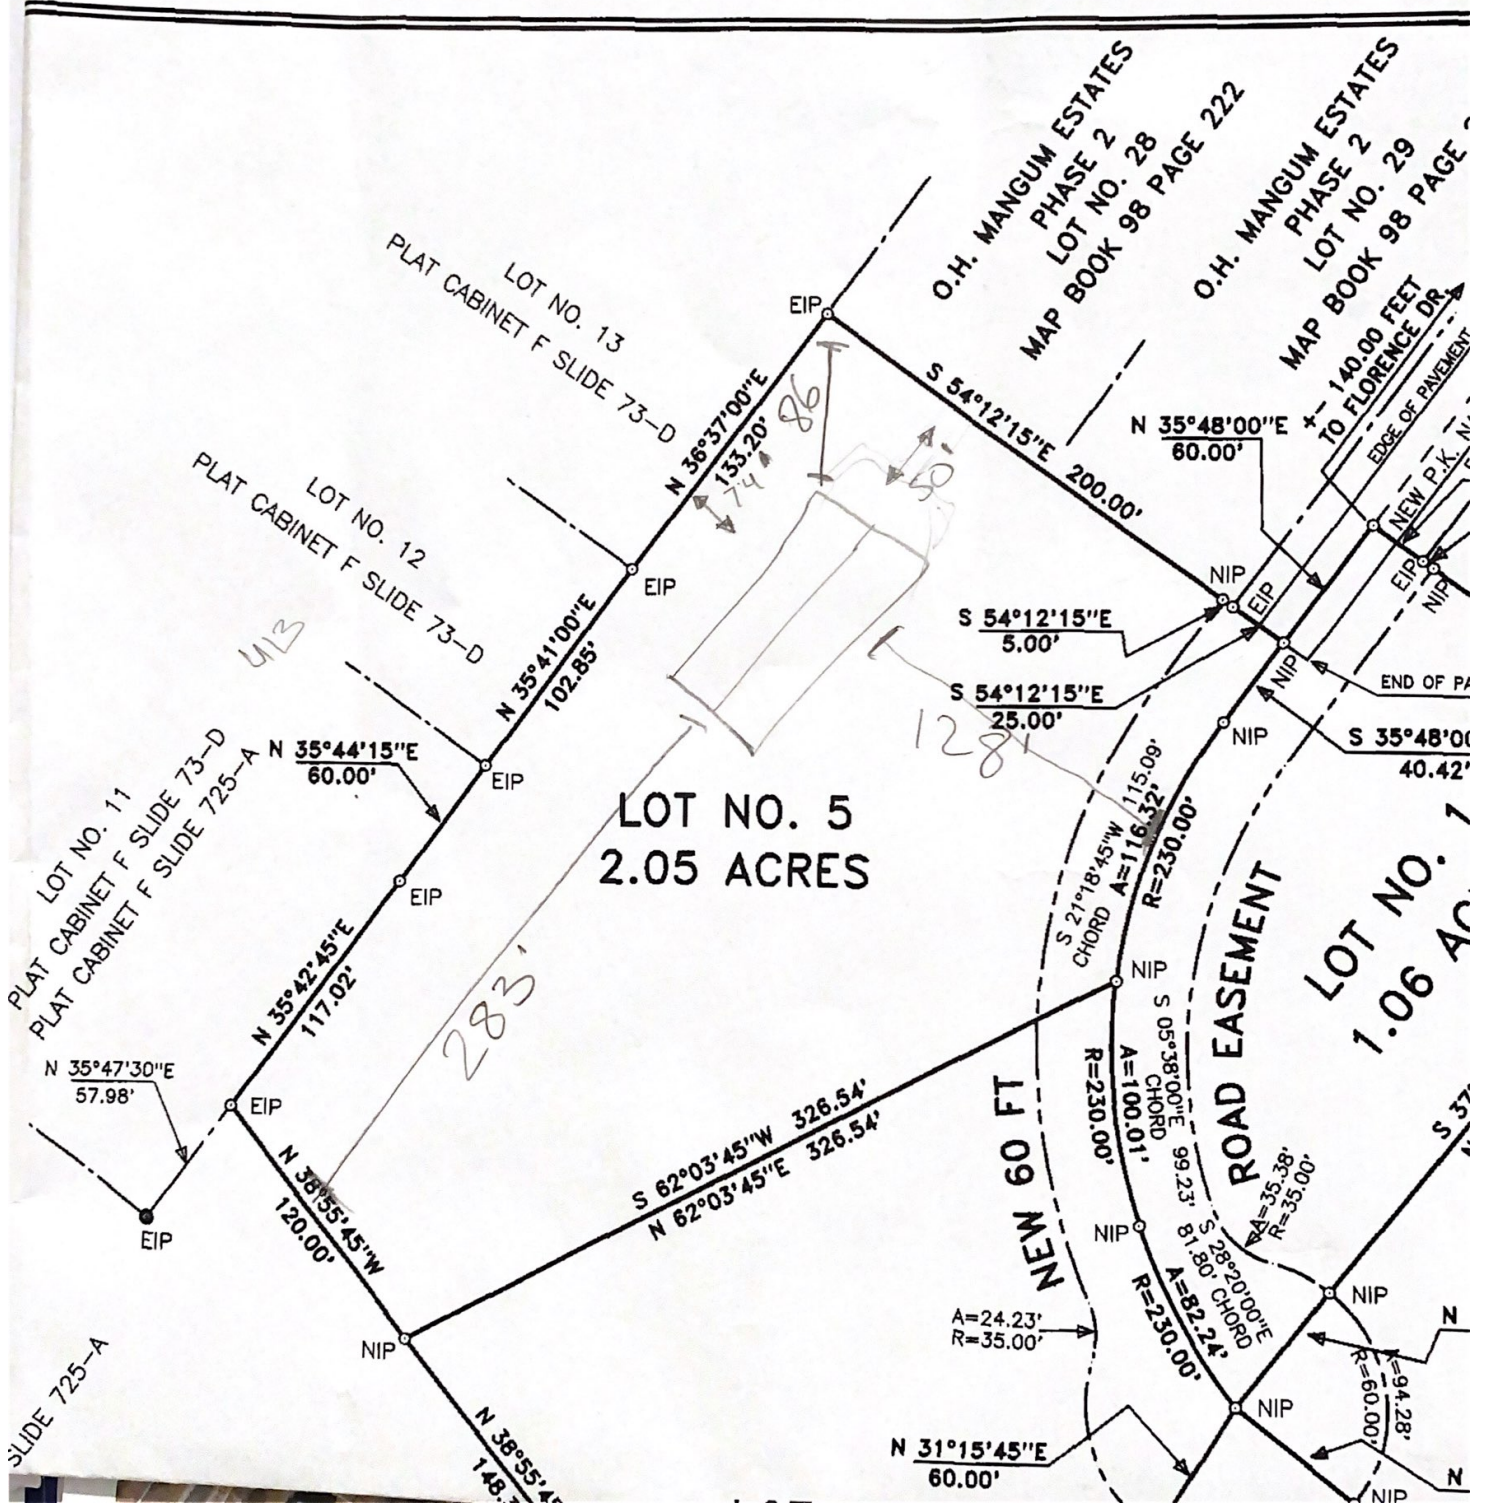 O.H. MANGUM ESTATES
PHASE 2
LOT NO. 28
MAP BOOK 98 PAGE 222
O.H. MANGUM ESTATES
PHASE 2
LOT NO. 29
MAP BOOK 98 PAGE
+- 140.00 FEET
TO FLORENCE DR.
EDGE OF PAVEMENT
NEW P.K.
LOT NO. 13
PLAT CABINET F SLIDE 73-D
EIP
N 36°37'00"E
133.20'
74'
86
50'
S 54°12'15"E 200.00'
N 35°48'00"E
60.00'
EIP
NIP
LOT NO. 12
PLAT CABINET F SLIDE 73-D
413
EIP
N 35°41'00"E
102.85'
NIP
EIP
S 54°12'15"E
5.00'
S 54°12'15"E
25.00'
NIP
END OF PA
NIP
S 35°48'00
40.42'
128'
LOT NO. 11
PLAT CABINET F SLIDE 73-D
PLAT CABINET F SLIDE 725-A
N 35°44'15"E
60.00'
EIP
EIP
LOT NO. 5
2.05 ACRES
S 21°18'45"W 115.09'
CHORD
A=116.32'
R=230.00'
LOT NO. 1
1.06 AC
N 35°42'45"E
117.02'
283'
NIP
N 35°47'30"E
57.98'
EIP
EIP
N 38°55'45"W
120.00'
S 62°03'45"W 326.54'
N 62°03'45"E 326.54'
NEW 60 FT
ROAD EASEMENT
S 05°38'00"E 99.23'
CHORD
A=100.01'
R=230.00'
S 37°
A=35.38'
R=35.00'
NIP
S 28°20'00"E
81.80' CHORD
A=82.24'
R=230.00'
NIP
N
NIP
A=24.23'
R=35.00'
A=94.28'
R=60.00'
NIP
SLIDE 725-A
N 38°55'45
148.
N 31°15'45"E
60.00'
N
NIP